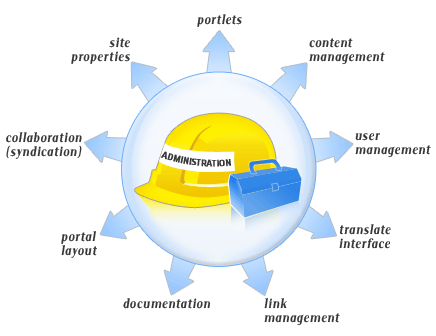 portlets
site
properties
content
management
collaboration
(syndication)
ADMINISTRATION
user
management
portal
layout
translate
interface
documentation
link
management